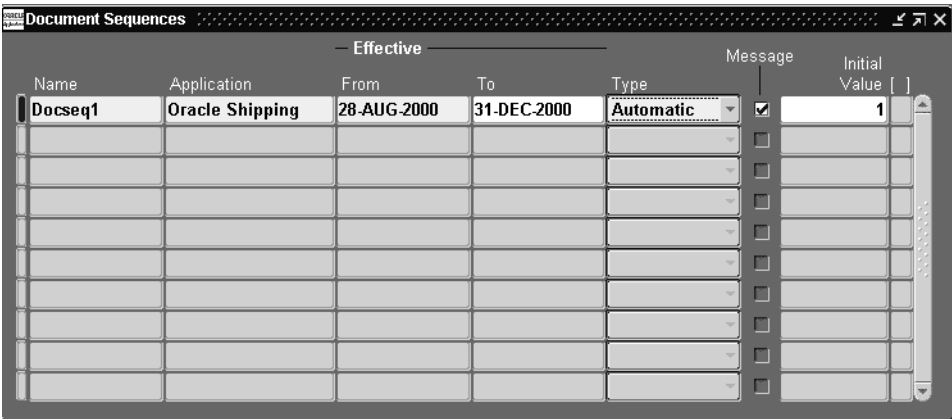 ORACLE
Document Sequences
Effective
Message
Initial
Name Application From To Type Value [ ]
Docseq1 Oracle Shipping 28-AUG-2000 31-DEC-2000 Automatic 1